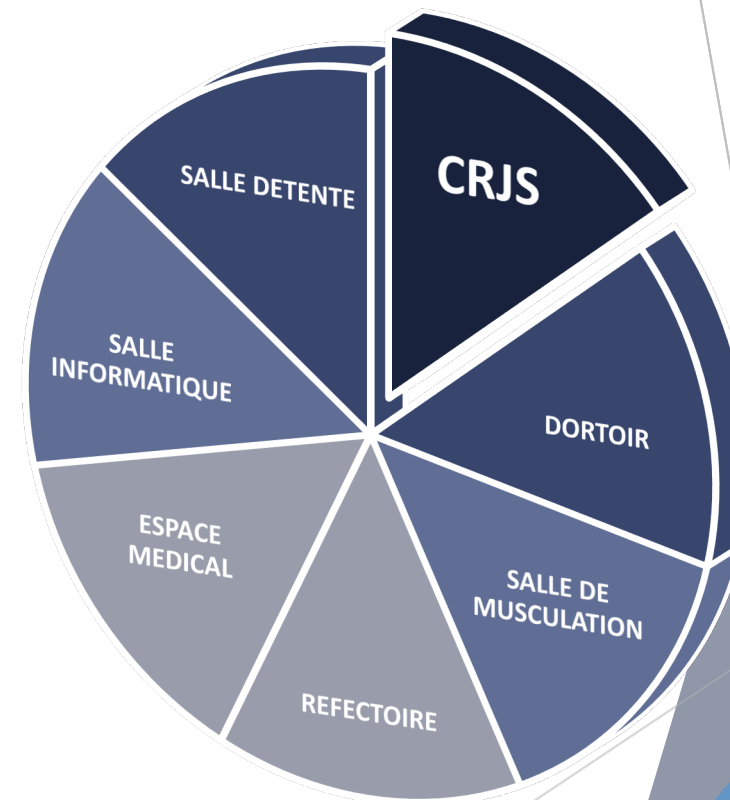 CRJS
DORTOIR
SALLE DE
MUSCULATION
REFECTOIRE
ESPACE
MEDICAL
SALLE
INFORMATIQUE
SALLE DETENTE